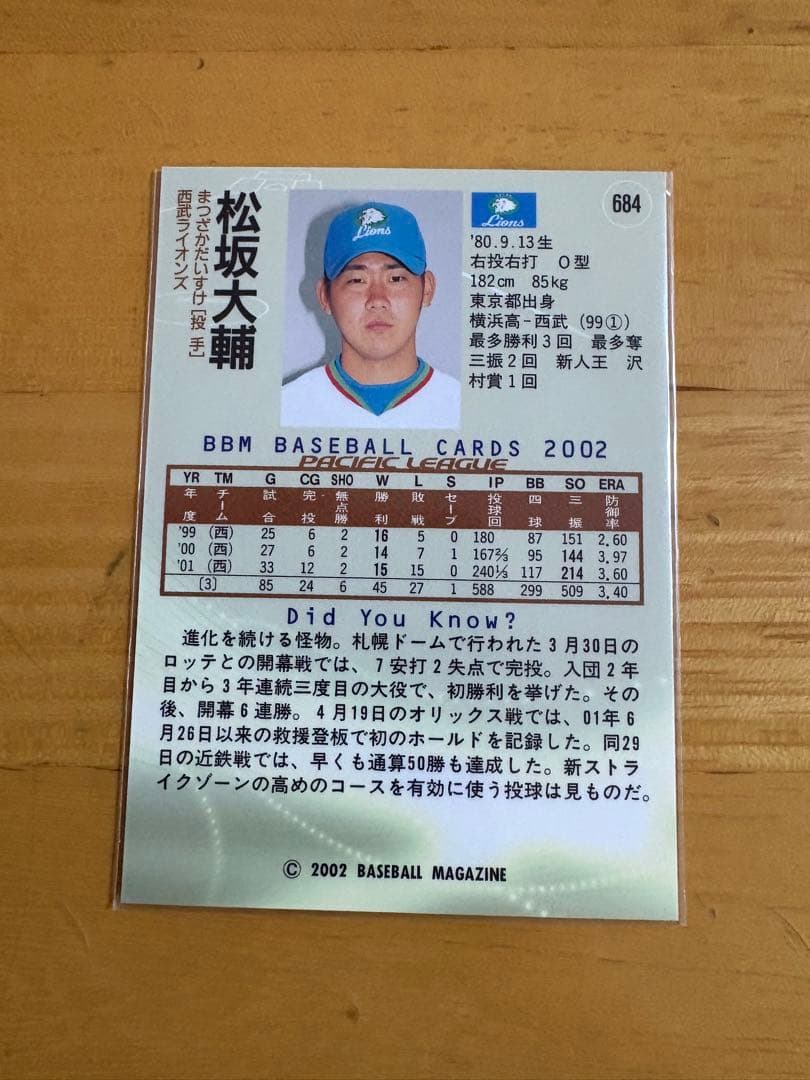 684
松坂大輔
まつざかだいすけ［投 手］
西武ライオンズ
Lions
Lions
'80.9.13生
右投右打 O型
182cm 85kg
東京都出身
横浜高－西武（99①）
最多勝利3回 最多奪
三振2回 新人王 沢
村賞1回
BBM BASEBALL CARDS 2002
PACIFIC LEAGUE
YR TM G CG SHO W L S IP BB SO ERA
年度 チーム 試合 完投 無点勝 勝利 敗戦 セーブ 投球回 四球 三振 防御率
'99 (西) 25 6 2 16 5 0 180 87 151 2.60
'00 (西) 27 6 2 14 7 1 167⅔ 95 144 3.97
'01 (西) 33 12 2 15 15 0 240⅓ 117 214 3.60
〔3〕 85 24 6 45 27 1 588 299 509 3.40
Did You Know?
進化を続ける怪物。札幌ドームで行われた3月30日の
ロッテとの開幕戦では、7安打2失点で完投。入団2年
目から3年連続三度目の大役で、初勝利を挙げた。その
後、開幕6連勝。4月19日のオリックス戦では、01年6
月26日以来の救援登板で初のホールドを記録した。同29
日の近鉄戦では、早くも通算50勝も達成した。新ストラ
イクゾーンの高めのコースを有効に使う投球は見ものだ。
© 2002 BASEBALL MAGAZINE